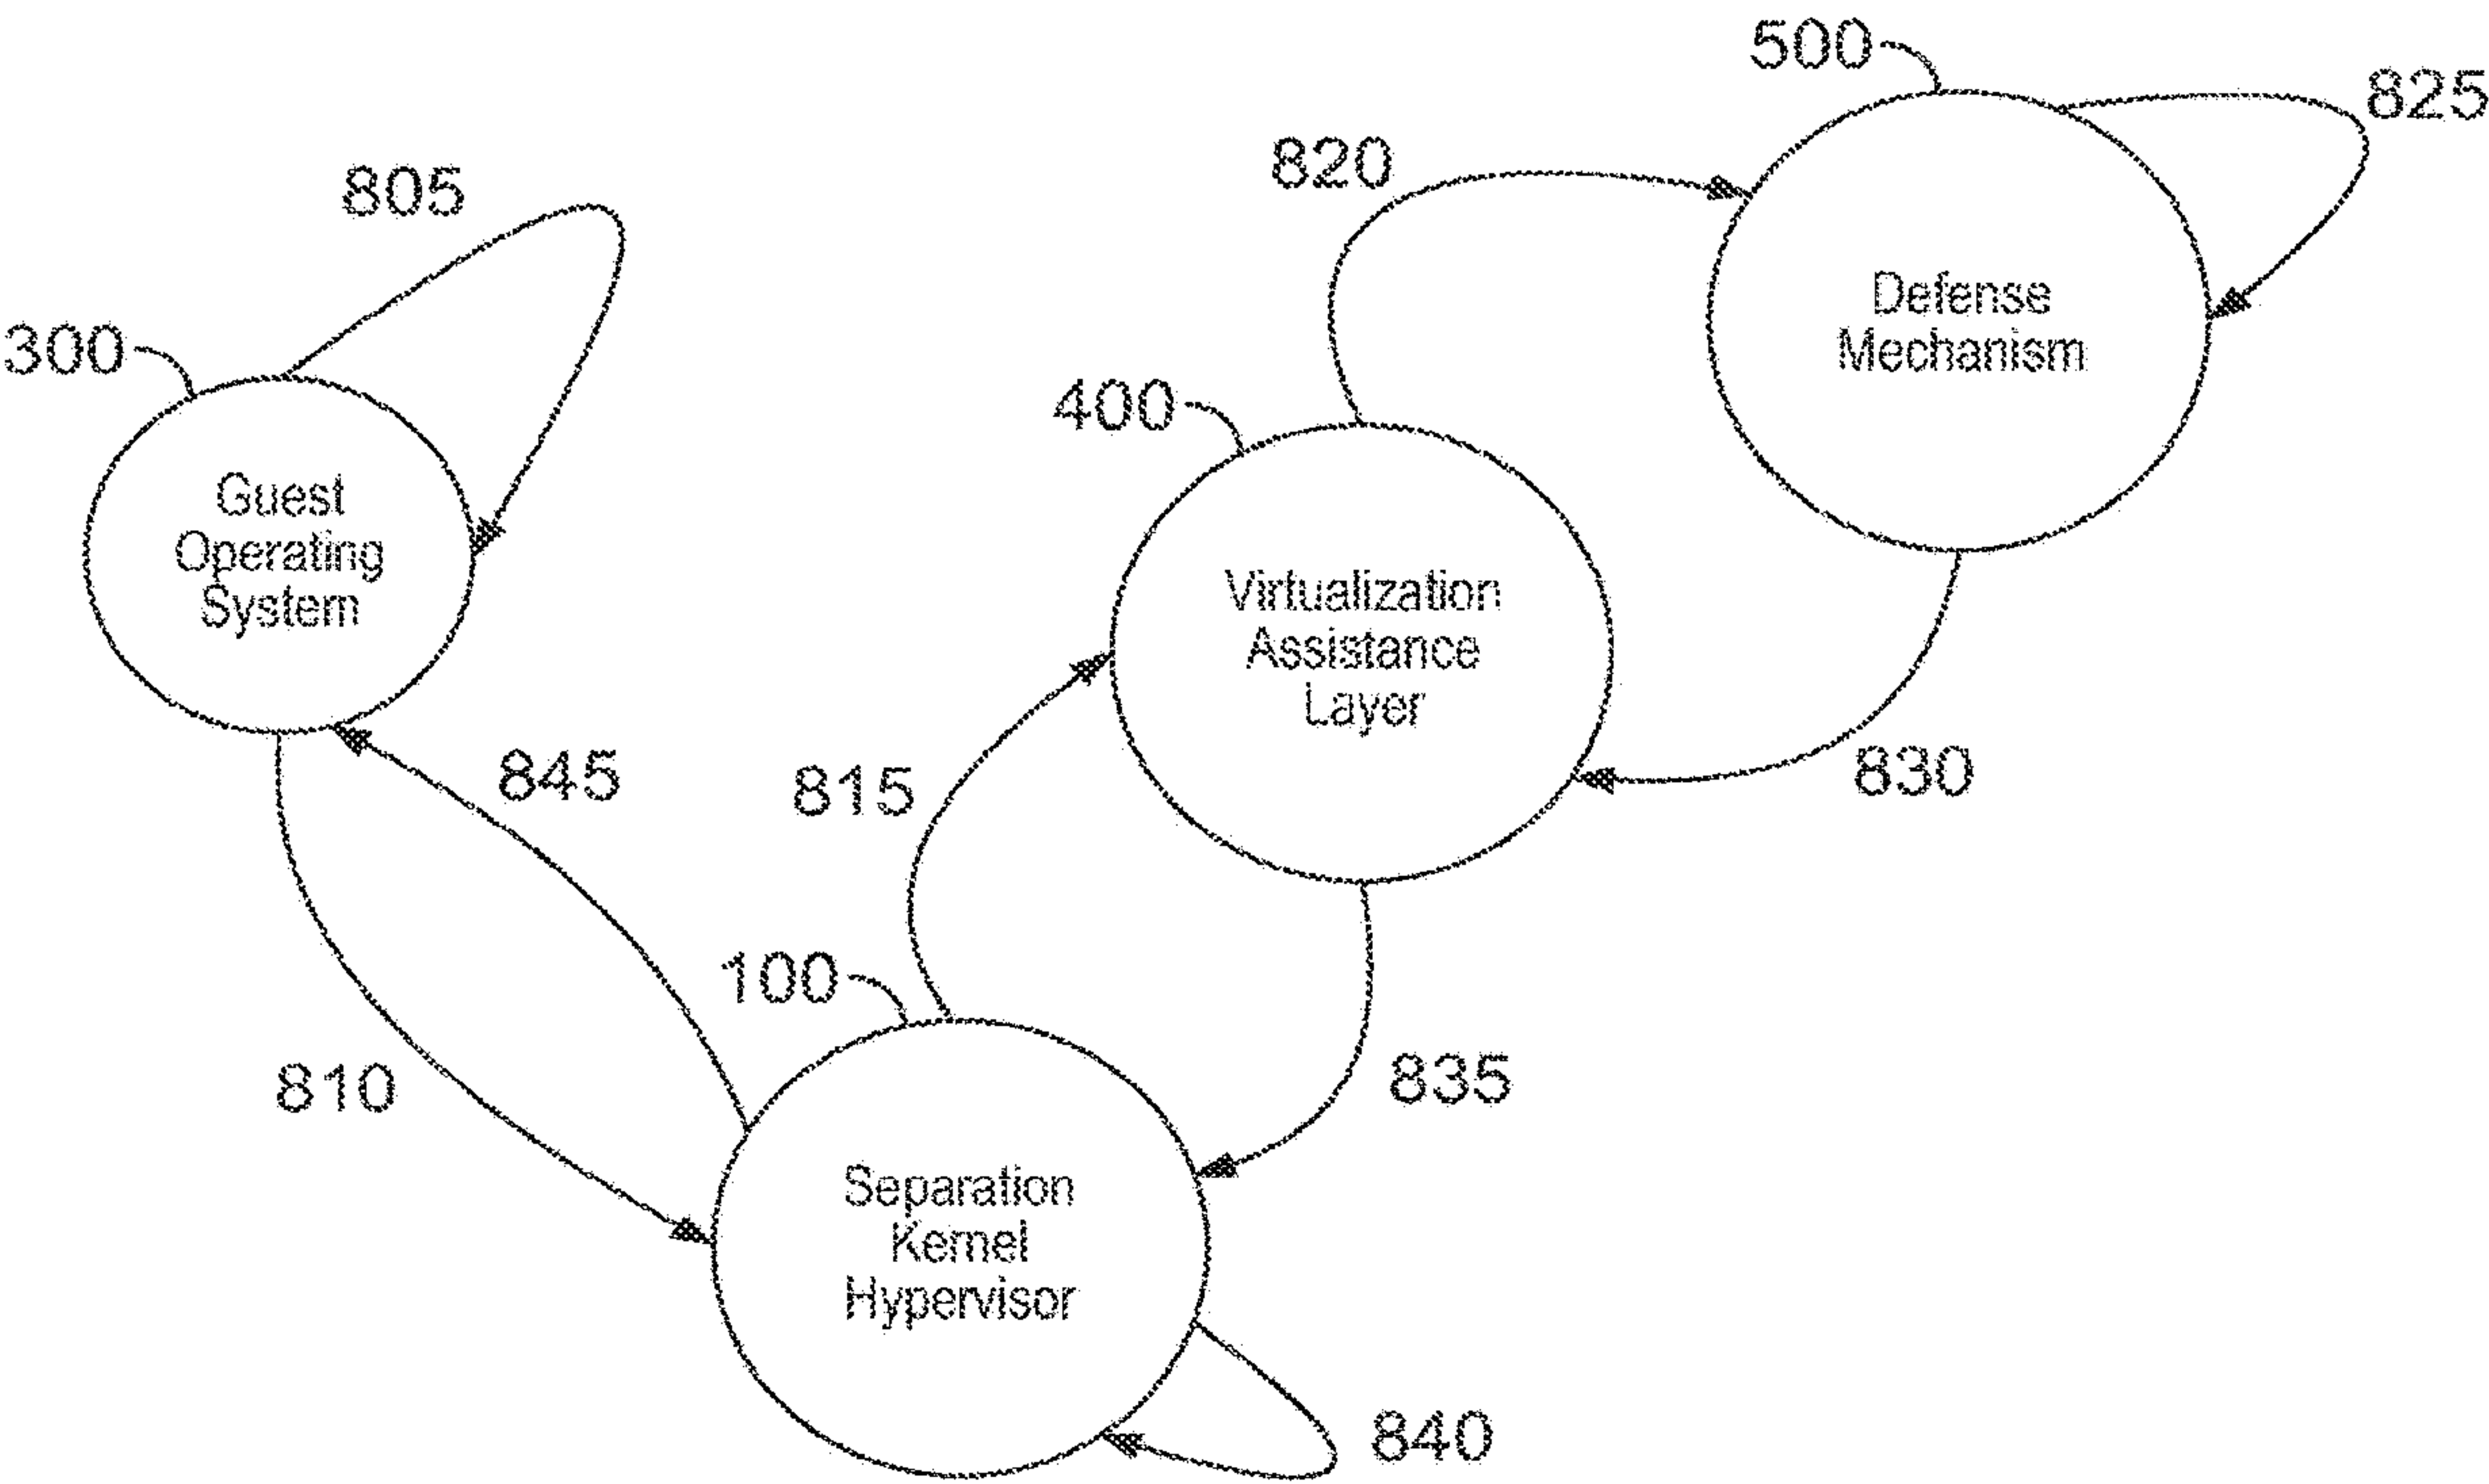 500
825
820
805
Defense
Mechanism
300
400
Guest
Operating
System
Virtualization
Assistance
Layer
845
815
830
100
810
835
Separation
Kernel
Hypervisor
840